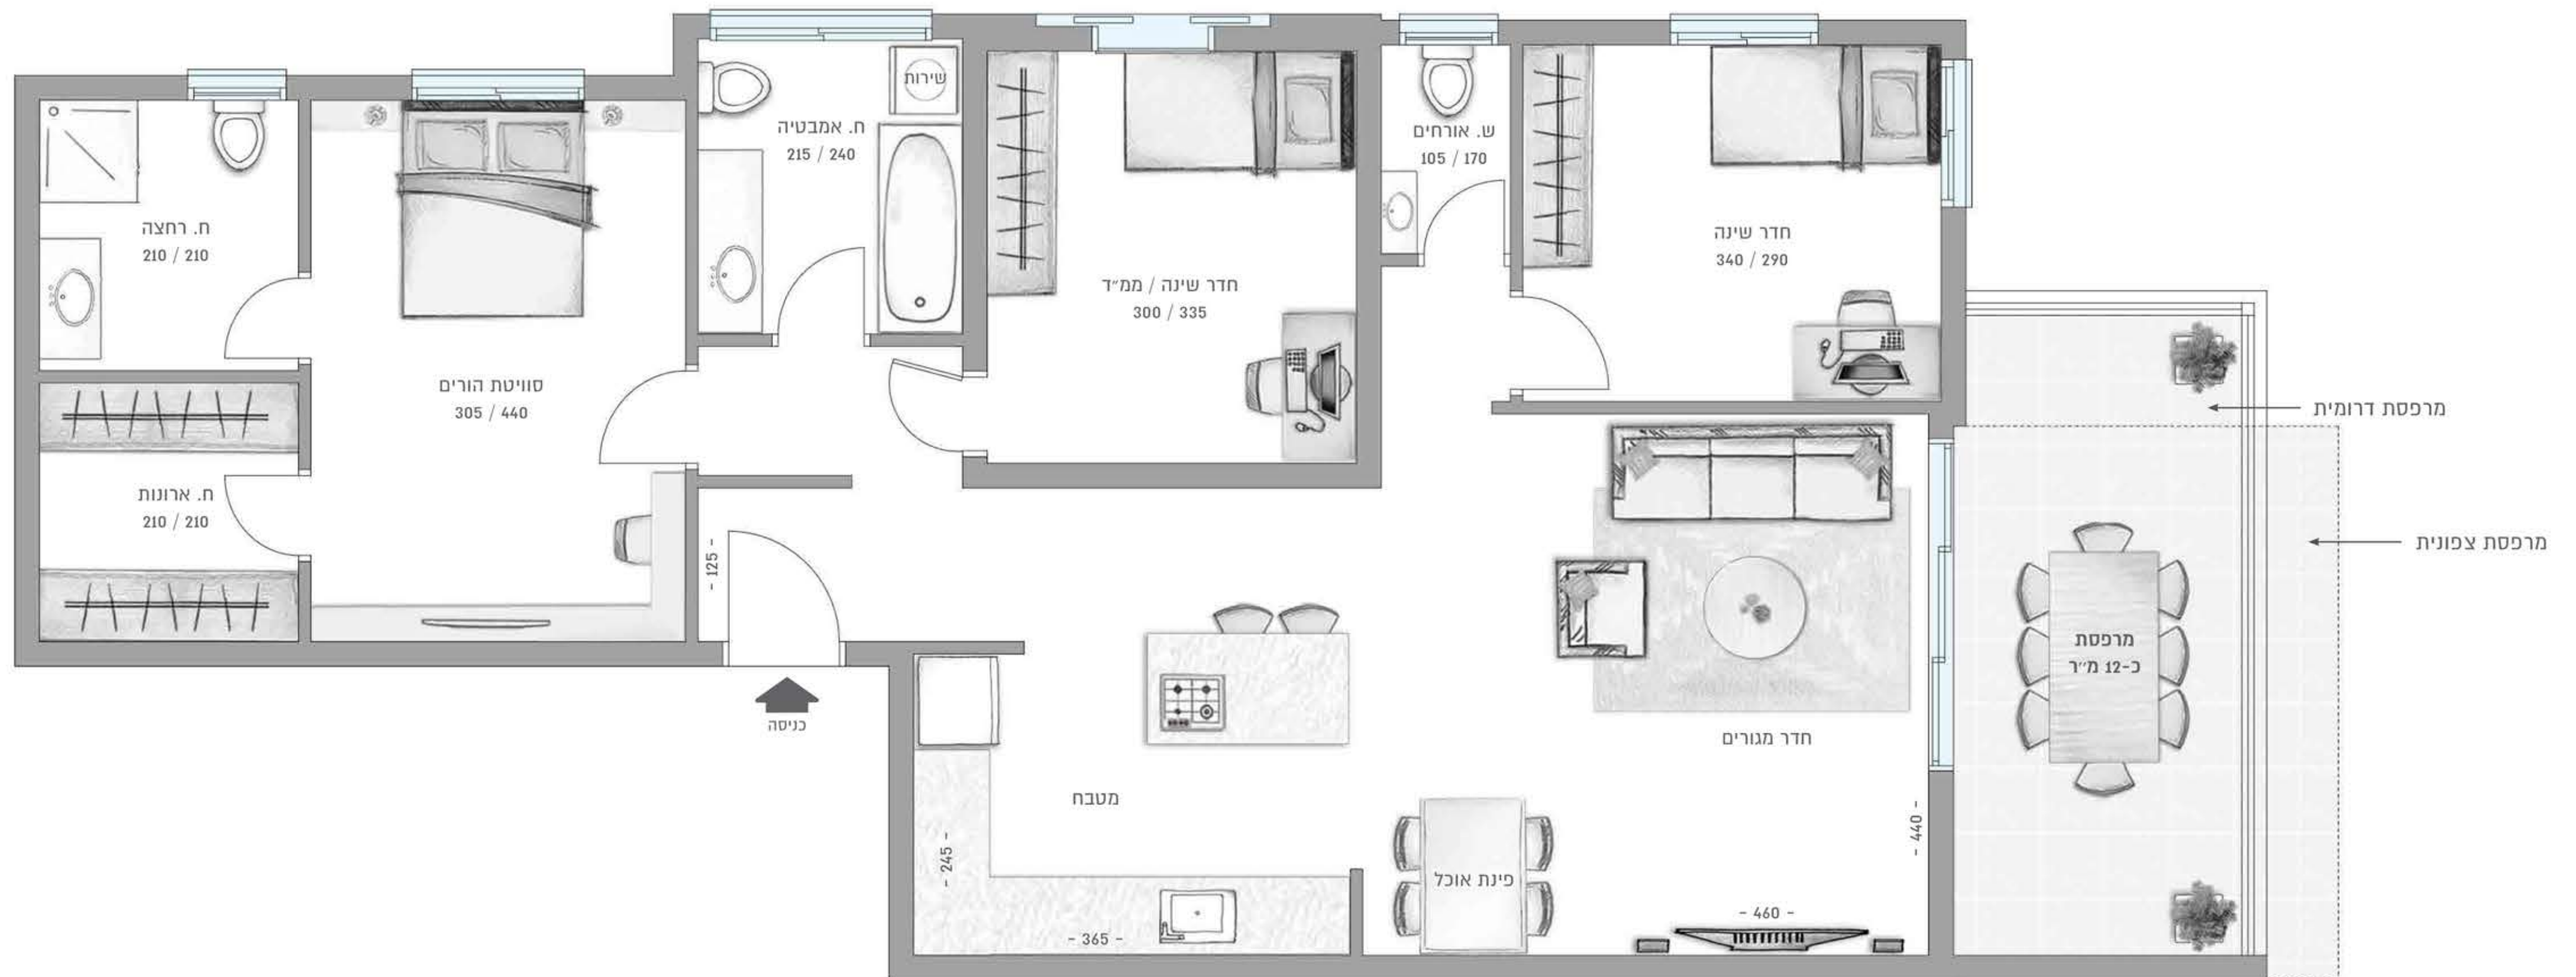 שירות
ח. אמבטיה
215 / 240
ש. אורחים
105 / 170
ח. רחצה
210 / 210
חדר שינה
340 / 290
חדר שינה / ממ״ד
300 / 335
סוויטת הורים
305 / 440
מרפסת דרומית
ח. ארונות
210 / 210
- 125 -
מרפסת צפונית
מרפסת
כ-12 מ״ר
כניסה
חדר מגורים
מטבח
- 245 -
- 440 -
פינת אוכל
- 365 -
- 460 -